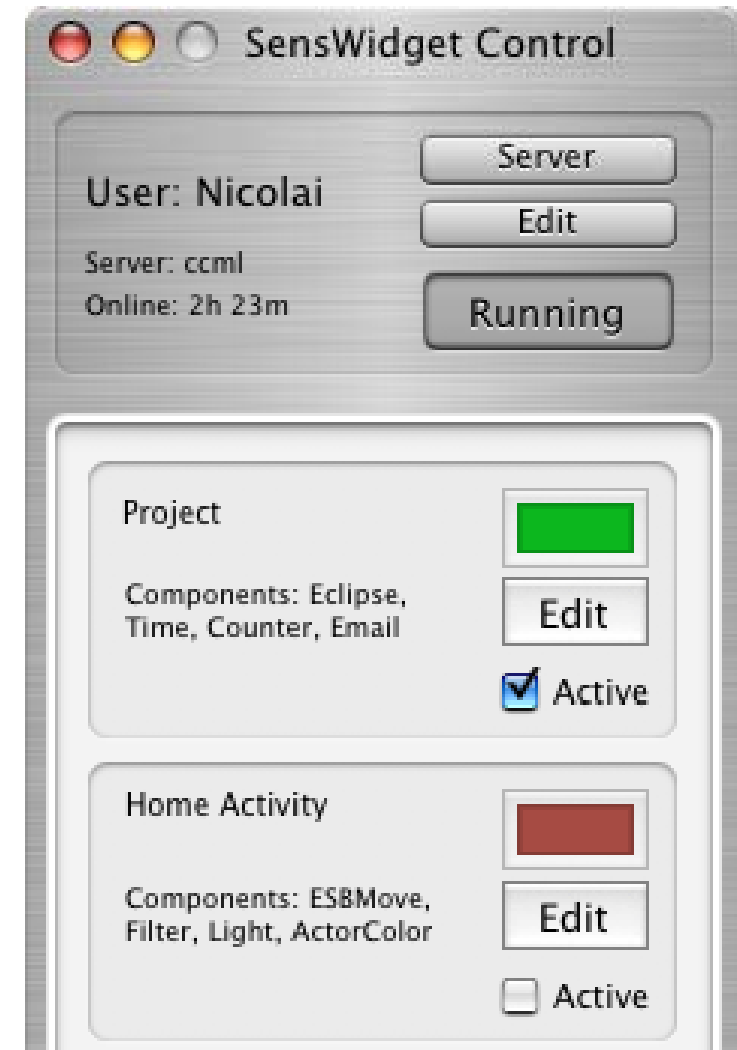 SensWidget Control
Server
User: Nicolai
Edit
Server: ccml
Online: 2h 23m
Running
Project
Components: Eclipse,
Time, Counter, Email
Edit
Active
Home Activity
Components: ESBMove,
Filter, Light, ActorColor
Edit
Active